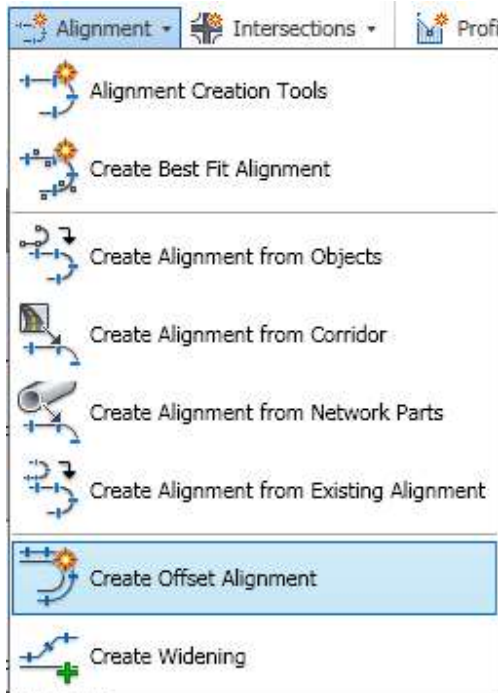 Alignment Intersections Profi
Alignment Creation Tools
Create Best Fit Alignment
Create Alignment from Objects
Create Alignment from Corridor
Create Alignment from Network Parts
Create Alignment from Existing Alignment
Create Offset Alignment
Create Widening